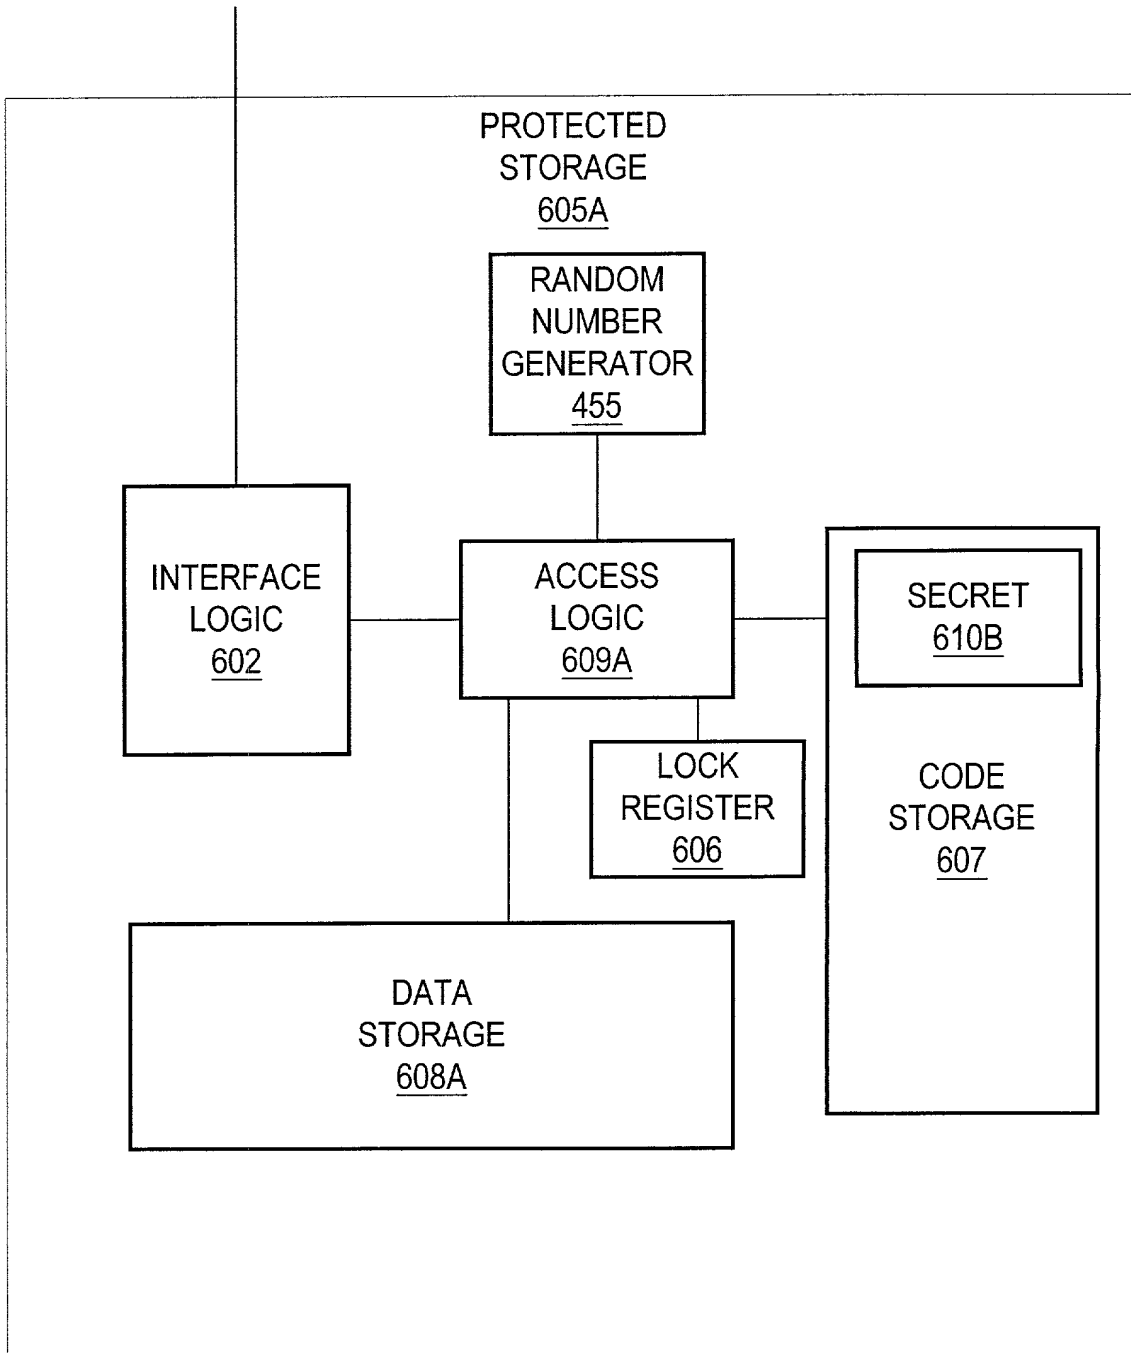 PROTECTED
STORAGE
605A
RANDOM
NUMBER
GENERATOR
455
INTERFACE
LOGIC
602
ACCESS
LOGIC
609A
SECRET
610B
LOCK
REGISTER
606
CODE
STORAGE
607
DATA
STORAGE
608A